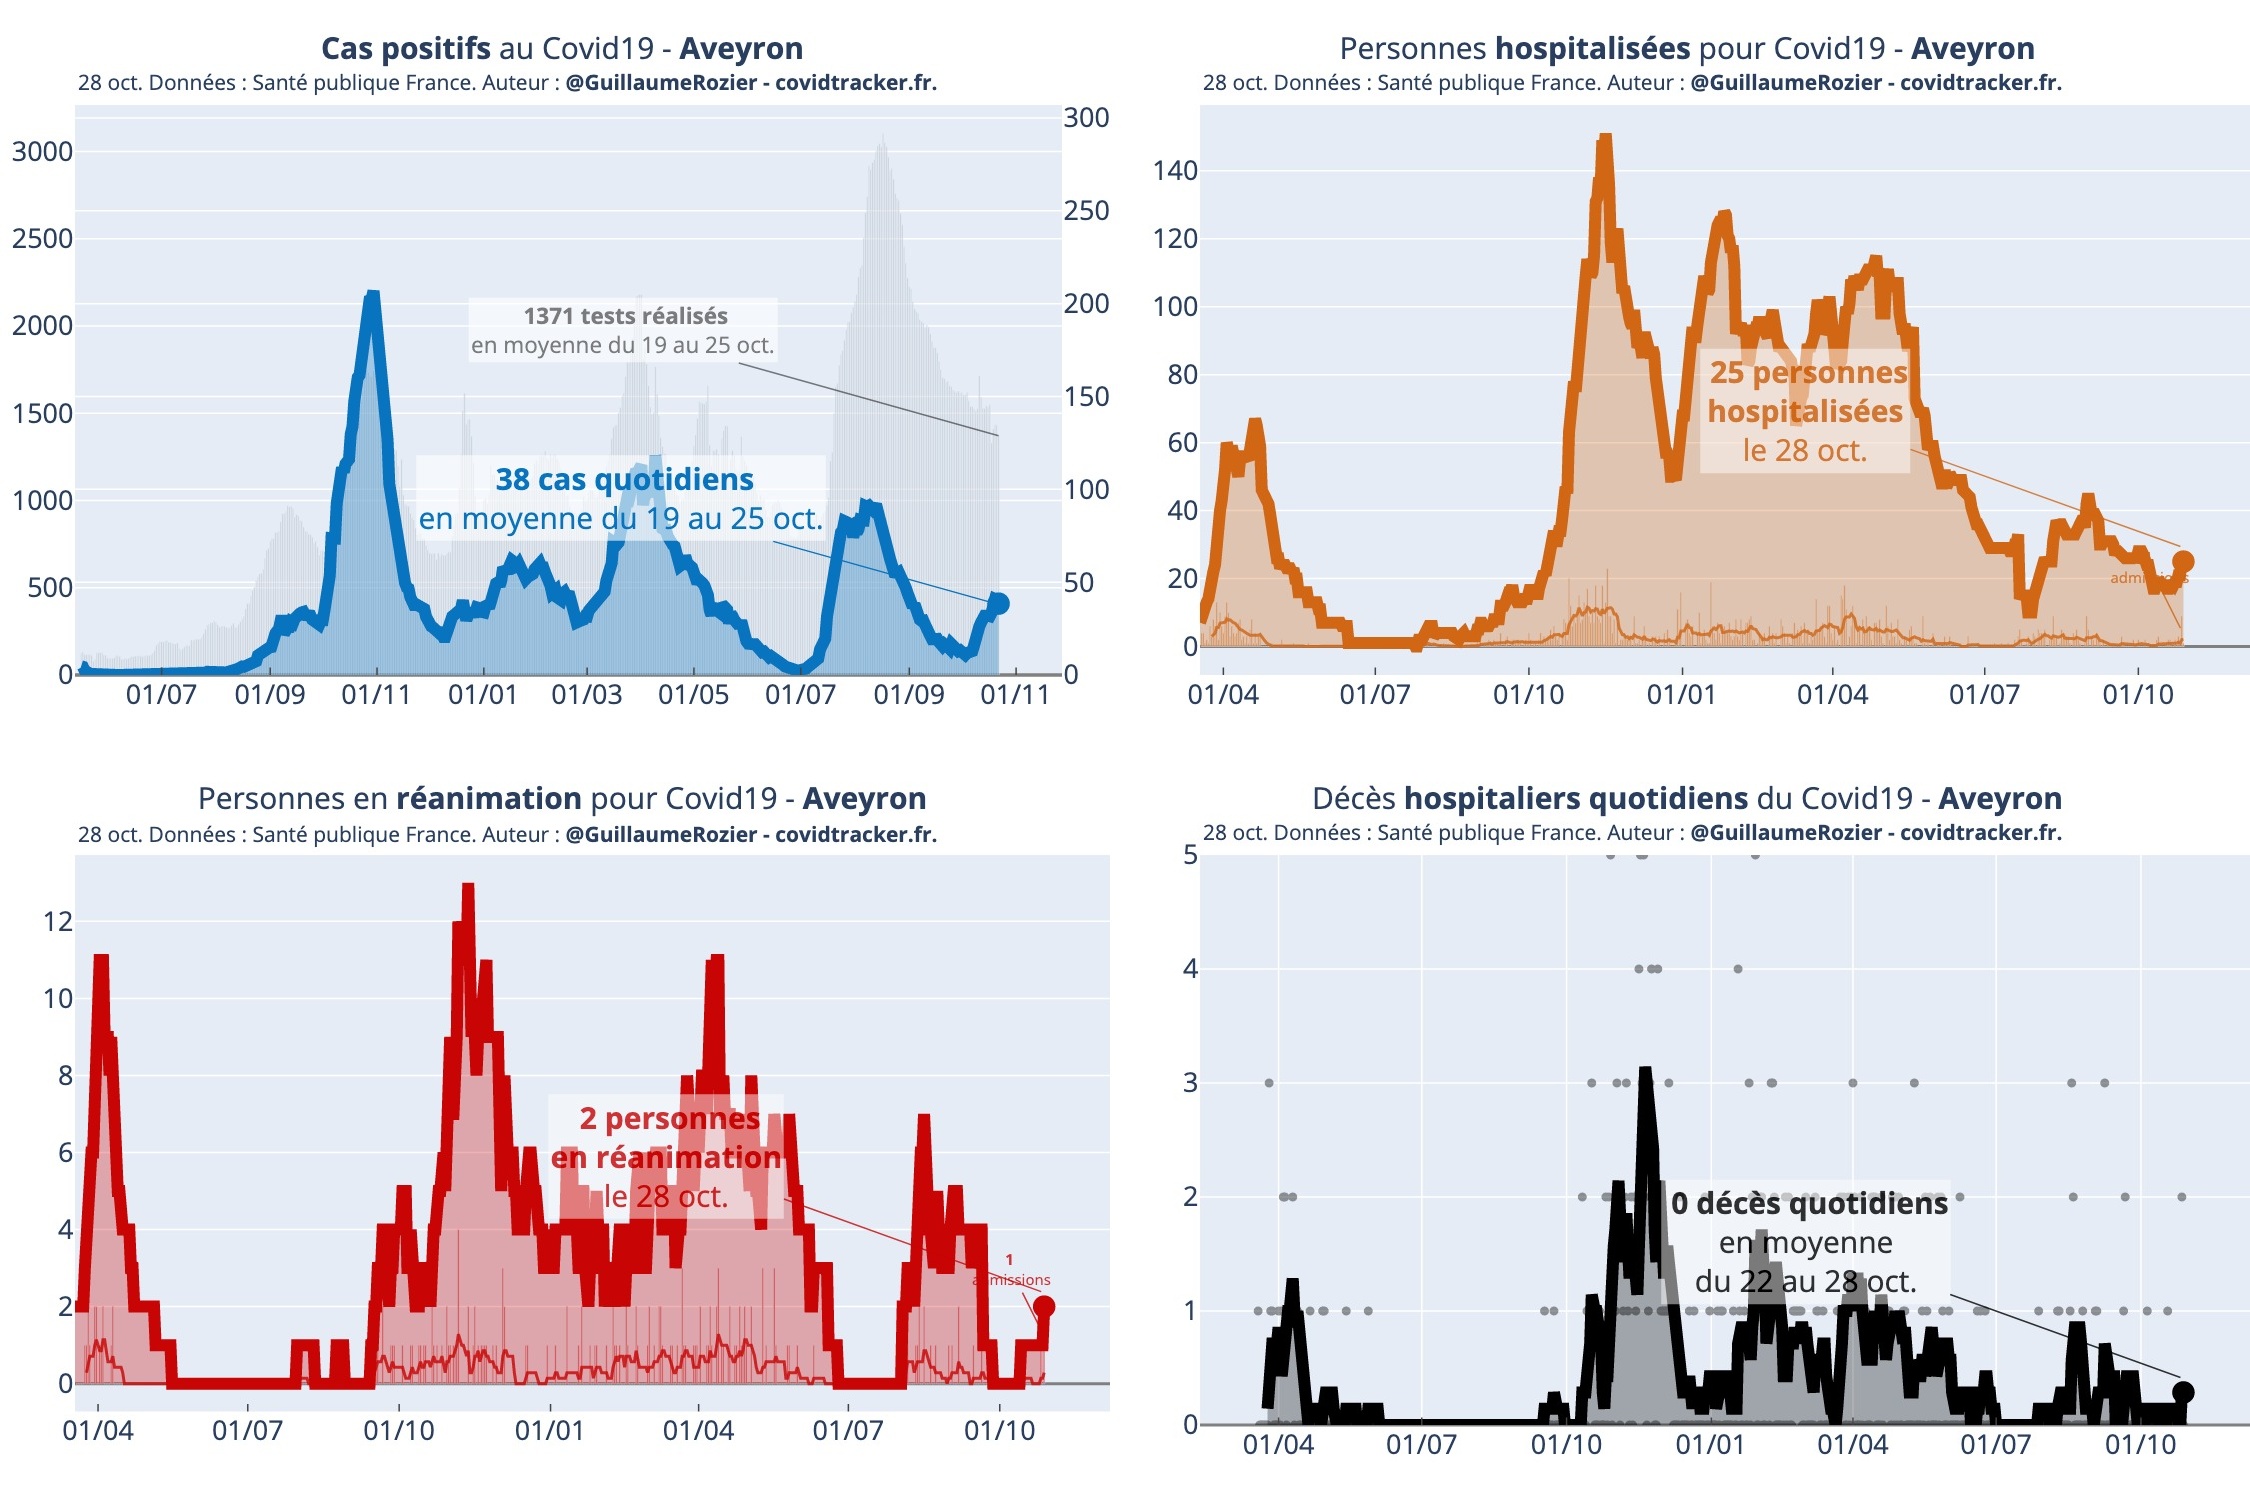 Cas positifs au Covid19 - Aveyron
28 oct. Données : Santé publique France. Auteur : @GuillaumeRozier - covidtracker.fr.
3000
2500
2000
1500
1000
500
0
300
250
200
150
100
50
0
1371 tests réalisés
en moyenne du 19 au 25 oct.
38 cas quotidiens
en moyenne du 19 au 25 oct.
01/07 01/09 01/11 01/01 01/03 01/05 01/07 01/09 01/11
Personnes hospitalisées pour Covid19 - Aveyron
28 oct. Données : Santé publique France. Auteur : @GuillaumeRozier - covidtracker.fr.
140
120
100
80
60
40
20
0
25 personnes
hospitalisées
le 28 oct.
admissions
01/04 01/07 01/10 01/01 01/04 01/07 01/10
Personnes en réanimation pour Covid19 - Aveyron
28 oct. Données : Santé publique France. Auteur : @GuillaumeRozier - covidtracker.fr.
12
10
8
6
4
2
0
2 personnes
en réanimation
le 28 oct.
1
admissions
01/04 01/07 01/10 01/01 01/04 01/07 01/10
Décès hospitaliers quotidiens du Covid19 - Aveyron
28 oct. Données : Santé publique France. Auteur : @GuillaumeRozier - covidtracker.fr.
5
4
3
2
1
0
0 décès quotidiens
en moyenne
du 22 au 28 oct.
01/04 01/07 01/10 01/01 01/04 01/07 01/10